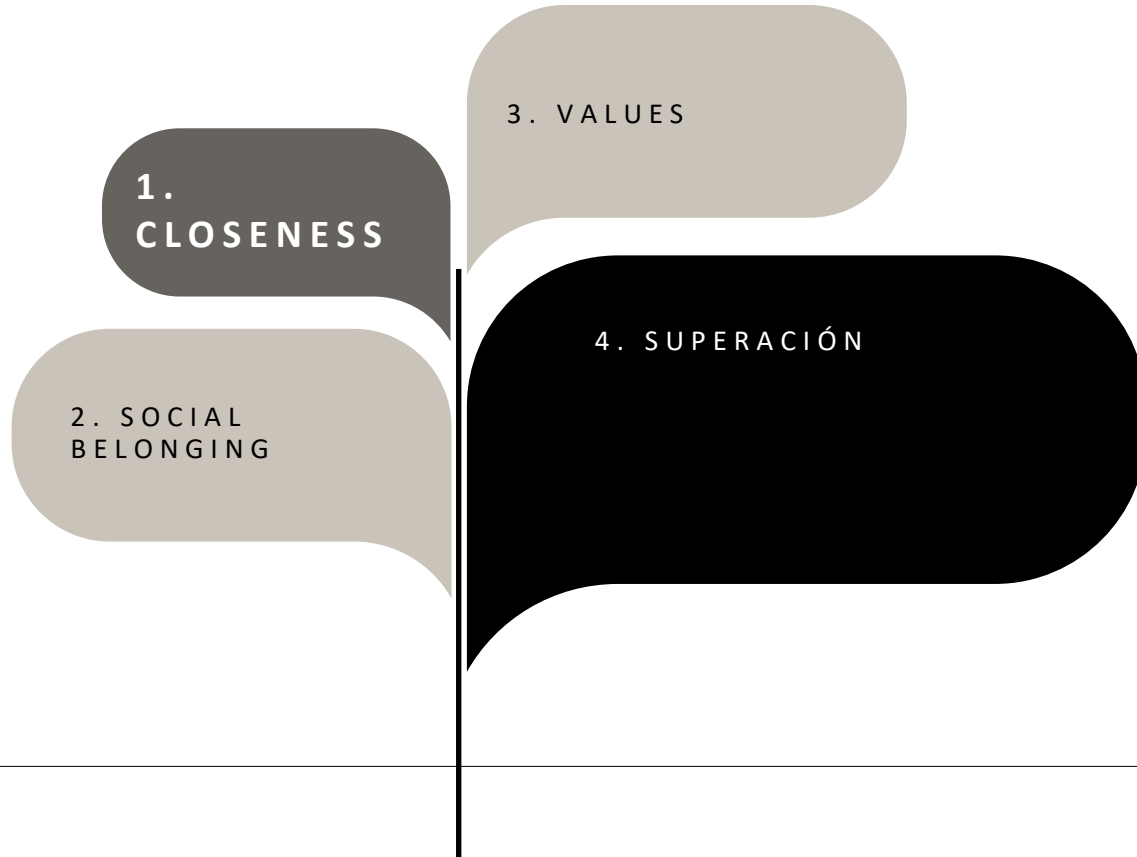 1.
CLOSENESS
2. SOCIAL
BELONGING
3. VALUES
4. SUPERACIÓN